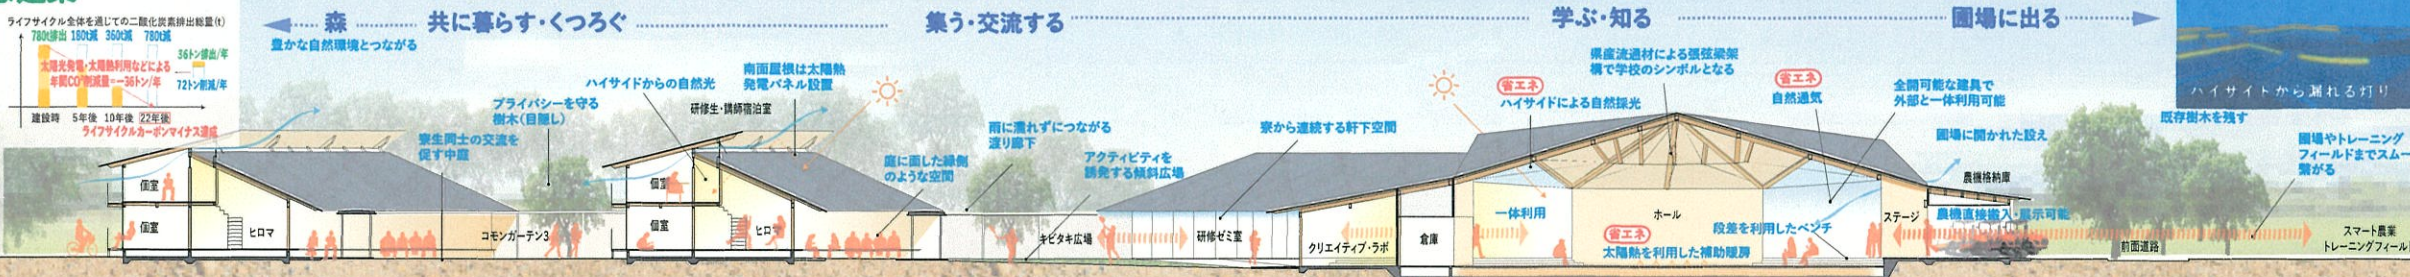 ライフサイクル全体を通じての二酸化炭素排出総量(t)
780t排出 180t減 360t減 780t減
36トン排出/年
太陽光発電・太陽熱利用などによる
年間CO²削減量=ー36トン/年
72トン削減/年
建設時 5年後 10年後 22年後
ライフサイクルカーボンマイナス達成
森
豊かな自然環境とつながる
共に暮らす・くつろぐ
集う・交流する
学ぶ・知る
圃場に出る
ハイサイドからの自然光
南面屋根は太陽熱
発電パネル設置
研修生・講師宿泊室
プライバシーを守る
樹木(目隠し)
寮生同士の交流を
促す中庭
庭に面した縁側
のような空間
雨に濡れずにつながる
渡り廊下
アクティビティを
誘発する傾斜広場
寮から連続する軒下空間
省エネ
ハイサイドによる自然採光
県産流通材による張弦梁架
構で学校のシンボルとなる
省エネ
自然通気
全開可能な建具で
外部と一体利用可能
圃場に開かれた設え
ハイサイドから漏れる灯り
既存樹木を残す
圃場やトレーニング
フィールドまでスムー
繋がる
個室
個室
ヒロマ
コモンガーテン3
個室
個室
ヒロマ
キビタキ広場
研修ゼミ室
クリエイティブ・ラボ
倉庫
一体利用
ホール
省エネ
太陽熱を利用した補助暖房
段差を利用したベンチ
ステージ
農機格納庫
農機直接搬入・展示可能
前面道路
スマート農業
トレーニングフィール